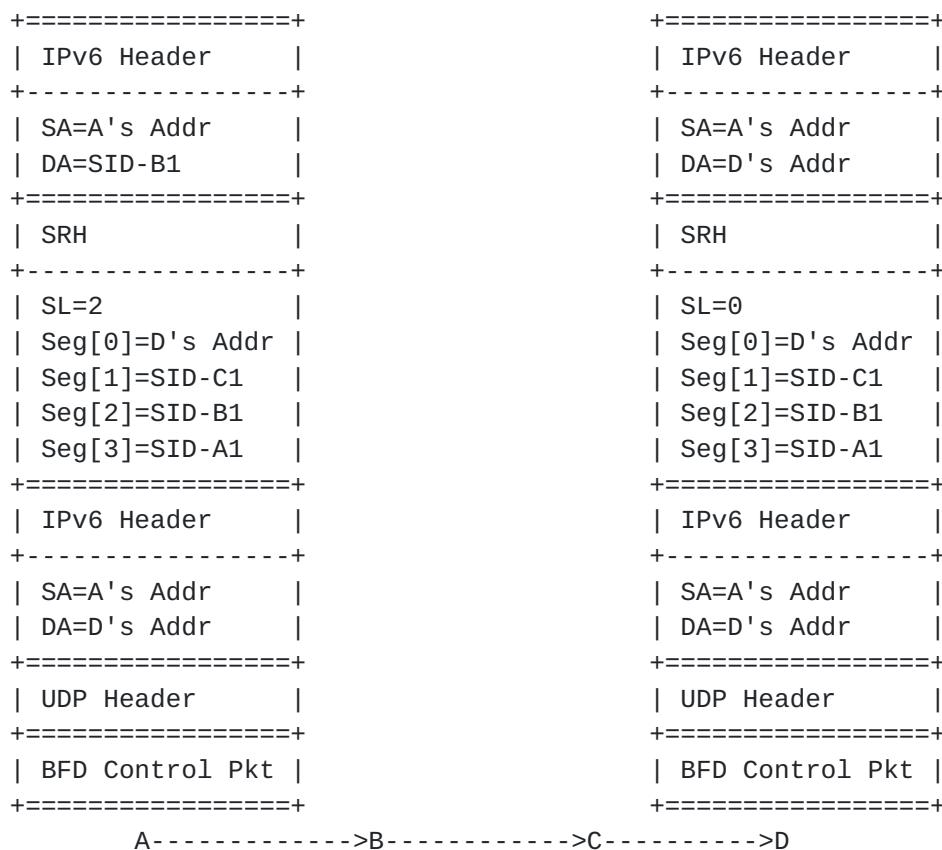 +=================+                       +=================+
| IPv6 Header     |                       | IPv6 Header     |
+-----------------+                       +-----------------+
| SA=A's Addr     |                       | SA=A's Addr     |
| DA=SID-B1       |                       | DA=D's Addr     |
+=================+                       +=================+
| SRH             |                       | SRH             |
+-----------------+                       +-----------------+
| SL=2            |                       | SL=0            |
| Seg[0]=D's Addr |                       | Seg[0]=D's Addr |
| Seg[1]=SID-C1   |                       | Seg[1]=SID-C1   |
| Seg[2]=SID-B1   |                       | Seg[2]=SID-B1   |
| Seg[3]=SID-A1   |                       | Seg[3]=SID-A1   |
+=================+                       +=================+
| IPv6 Header     |                       | IPv6 Header     |
+-----------------+                       +-----------------+
| SA=A's Addr     |                       | SA=A's Addr     |
| DA=D's Addr     |                       | DA=D's Addr     |
+=================+                       +=================+
| UDP Header      |                       | UDP Header      |
+=================+                       +=================+
| BFD Control Pkt |                       | BFD Control Pkt |
+=================+                       +=================+
        A------------->B------------>C---------->D